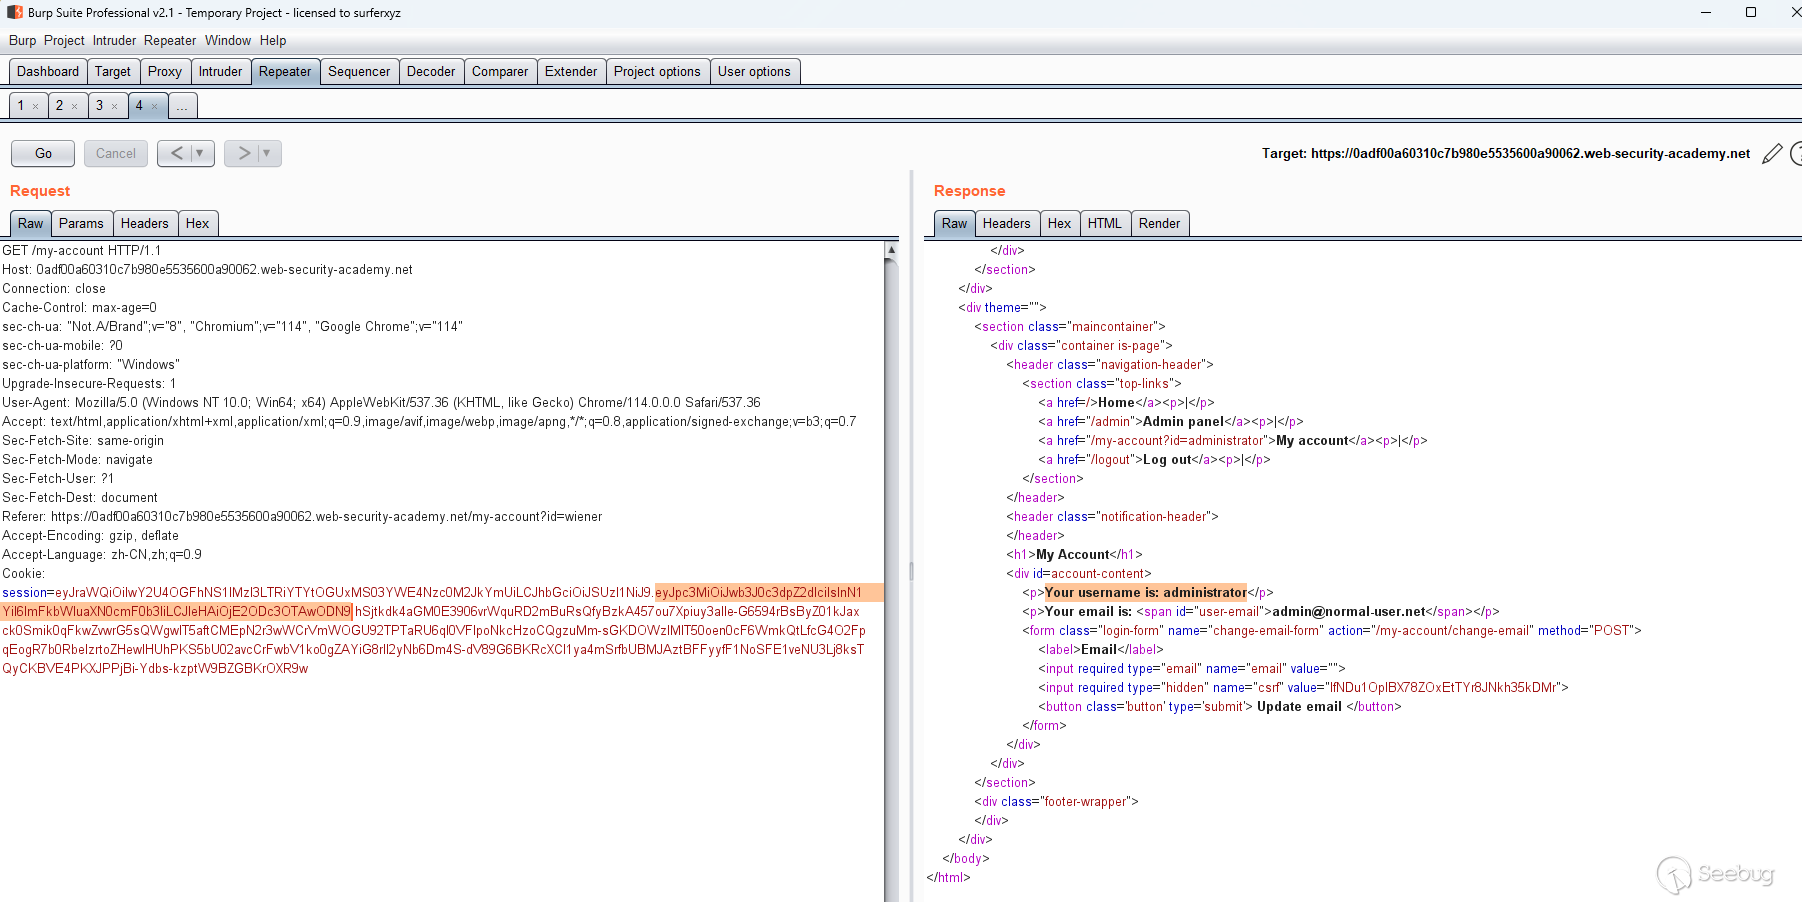 Burp Suite Professional v2.1 - Temporary Project - licensed to surferxyz
Burp Project Intruder Repeater Window Help
Dashboard Target Proxy Intruder Repeater Sequencer Decoder Comparer Extender Project options User options
1 × 2 × 3 × 4 × ...
Go Cancel < ▼ > ▼
Target: https://0adf00a60310c7b980e5535600a90062.web-security-academy.net
Request
Raw Params Headers Hex
GET /my-account HTTP/1.1
Host: 0adf00a60310c7b980e5535600a90062.web-security-academy.net
Connection: close
Cache-Control: max-age=0
sec-ch-ua: "Not.A/Brand";v="8", "Chromium";v="114", "Google Chrome";v="114"
sec-ch-ua-mobile: ?0
sec-ch-ua-platform: "Windows"
Upgrade-Insecure-Requests: 1
User-Agent: Mozilla/5.0 (Windows NT 10.0; Win64; x64) AppleWebKit/537.36 (KHTML, like Gecko) Chrome/114.0.0.0 Safari/537.36
Accept: text/html,application/xhtml+xml,application/xml;q=0.9,image/avif,image/webp,image/apng,*/*;q=0.8,application/signed-exchange;v=b3;q=0.7
Sec-Fetch-Site: same-origin
Sec-Fetch-Mode: navigate
Sec-Fetch-User: ?1
Sec-Fetch-Dest: document
Referer: https://0adf00a60310c7b980e5535600a90062.web-security-academy.net/my-account?id=wiener
Accept-Encoding: gzip, deflate
Accept-Language: zh-CN,zh;q=0.9
Cookie:
Response
Raw Headers Hex HTML Render
</div>
</section>
</div>
<div theme="">
<section class="maincontainer">
<div class="container is-page">
<header class="navigation-header">
<section class="top-links">
<a href=/>Home</a><p>|</p>
<a href="/admin">Admin panel</a><p>|</p>
<a href="/my-account?id=administrator">My account</a><p>|</p>
<a href="/logout">Log out</a><p>|</p>
</section>
</header>
<header class="notification-header">
</header>
<h1>My Account</h1>
<div id=account-content>
<p>Your username is: administrator</p>
<p>Your email is: <span id="user-email">admin@normal-user.net</span></p>
<form class="login-form" name="change-email-form" action="/my-account/change-email" method="POST">
<label>Email</label>
<input required type="email" name="email" value="">
<input required type="hidden" name="csrf"
<button class='button' type='submit'> Update email </button>
</form>
</div>
</div>
</section>
<div class="footer-wrapper">
</div>
</div>
</body>
</html>
Seebug